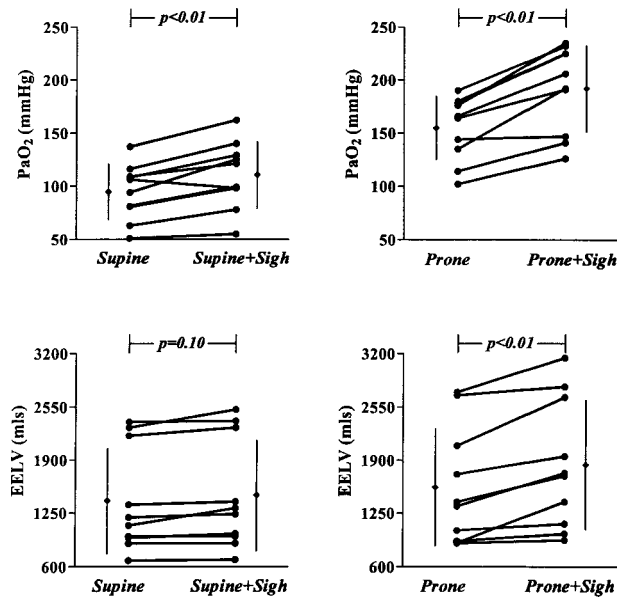 p<0.01
250
200
150
100
50
PaO2 (mmHg)
Supine
Supine+Sigh
p<0.01
250
200
150
100
50
PaO2 (mmHg)
Prone
Prone+Sigh
p=0.10
3200
2550
1900
1250
600
EELV (mls)
Supine
Supine+Sigh
p<0.01
3200
2550
1900
1250
600
EELV (mls)
Prone
Prone+Sigh